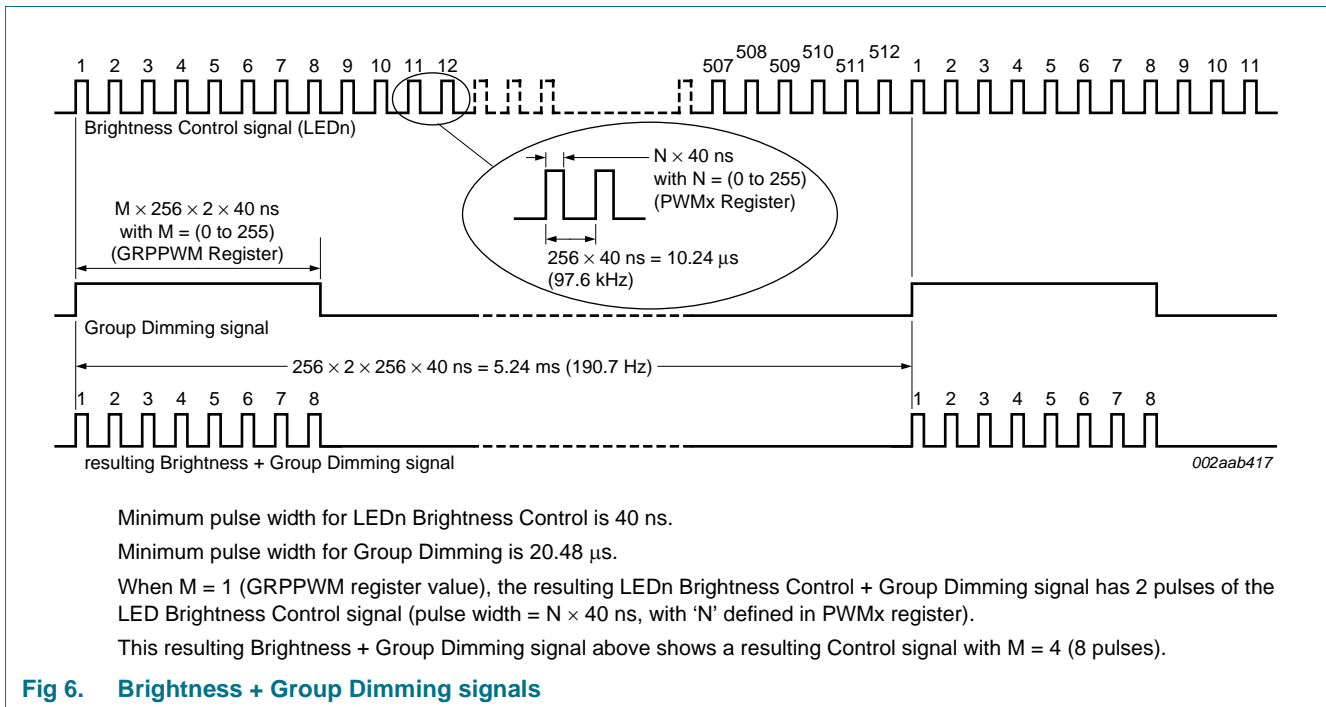 1 2 3 4 5 6 7 8 9 10 11 12 507 508 509 510 511 512 1 2 3 4 5 6 7 8 9 10 11
Brightness Control signal (LEDn)
N × 40 ns
with N = (0 to 255)
(PWMx Register)
M × 256 × 2 × 40 ns
with M = (0 to 255)
(GRPPWM Register)
256 × 40 ns = 10.24 μs
(97.6 kHz)
Group Dimming signal
256 × 2 × 256 × 40 ns = 5.24 ms (190.7 Hz)
1 2 3 4 5 6 7 8 1 2 3 4 5 6 7 8
resulting Brightness + Group Dimming signal
002aab417
Minimum pulse width for LEDn Brightness Control is 40 ns.
Minimum pulse width for Group Dimming is 20.48 μs.
When M = 1 (GRPPWM register value), the resulting LEDn Brightness Control + Group Dimming signal has 2 pulses of the
LED Brightness Control signal (pulse width = N × 40 ns, with ‘N’ defined in PWMx register).
This resulting Brightness + Group Dimming signal above shows a resulting Control signal with M = 4 (8 pulses).
Fig 6. Brightness + Group Dimming signals